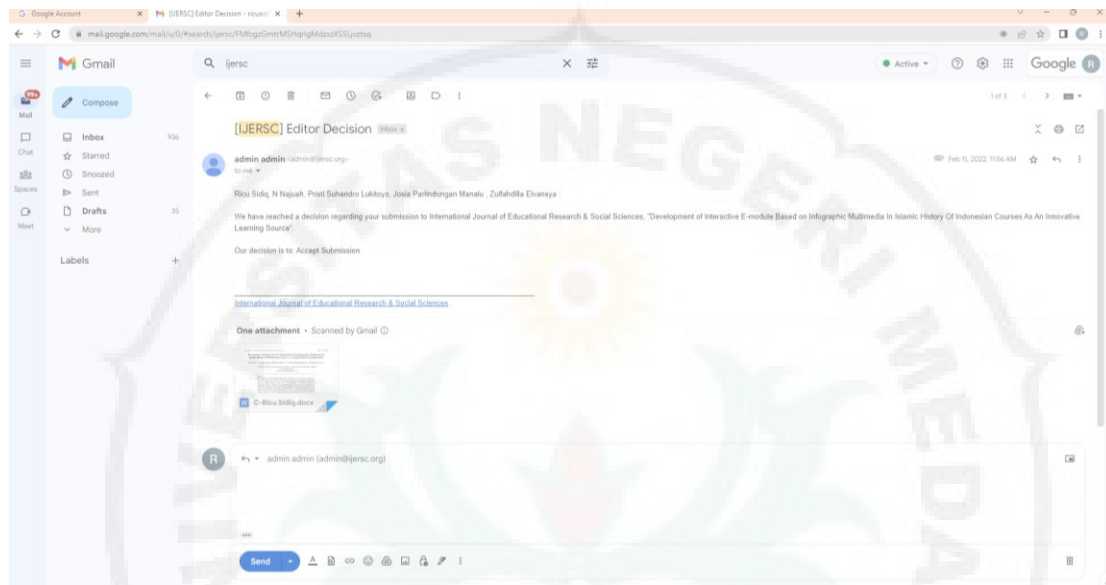 Google Account
[IJERSC] Editor Decision - ricusidi
mail.google.com/mail/u/0/#search/ijersc/
Gmail
ijersc
Active
Google
R
99+
Mail
Compose
1 of 3
Chat
Inbox 936
[IJERSC] Editor Decision Inbox x
Starred
Spaces
Snoozed
admin admin <admin@ijersc.org>
Feb 11, 2022, 11:56 AM
to me
Sent
Ricu Sidiq, N Najuah, Pristi Suhendro Lukitoyo, Josia Parlindungan Manalu , Zulfahdilla Elvansya :
Meet
Drafts 35
We have reached a decision regarding your submission to International Journal of Educational Research & Social Sciences, "Development of Interactive E-module Based on Infographic Multimedia In Islamic History Of Indonesian Courses As An Innovative
Learning Source".
More
Our decision is to: Accept Submission
Labels +
International Journal of Educational Research & Social Sciences
One attachment • Scanned by Gmail
W C-Ricu Sidiq.docx
R
admin admin (admin@ijersc.org)
Send
UNIVERSITAS NEGERI MEDA